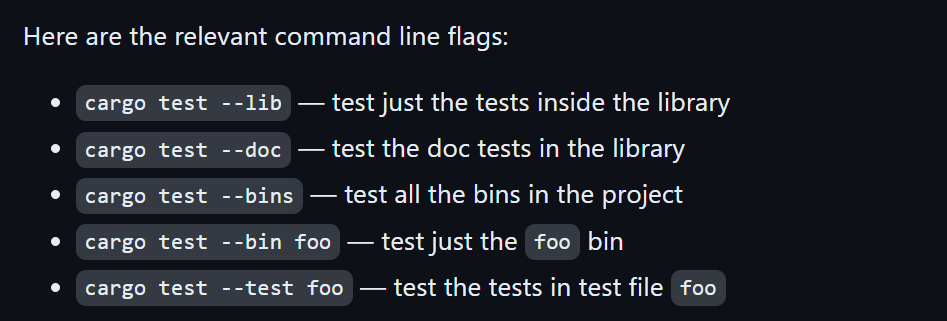 Here are the relevant command line flags:
• cargo test --lib — test just the tests inside the library
• cargo test --doc — test the doc tests in the library
• cargo test --bins — test all the bins in the project
• cargo test --bin foo — test just the foo bin
• cargo test --test foo — test the tests in test file foo